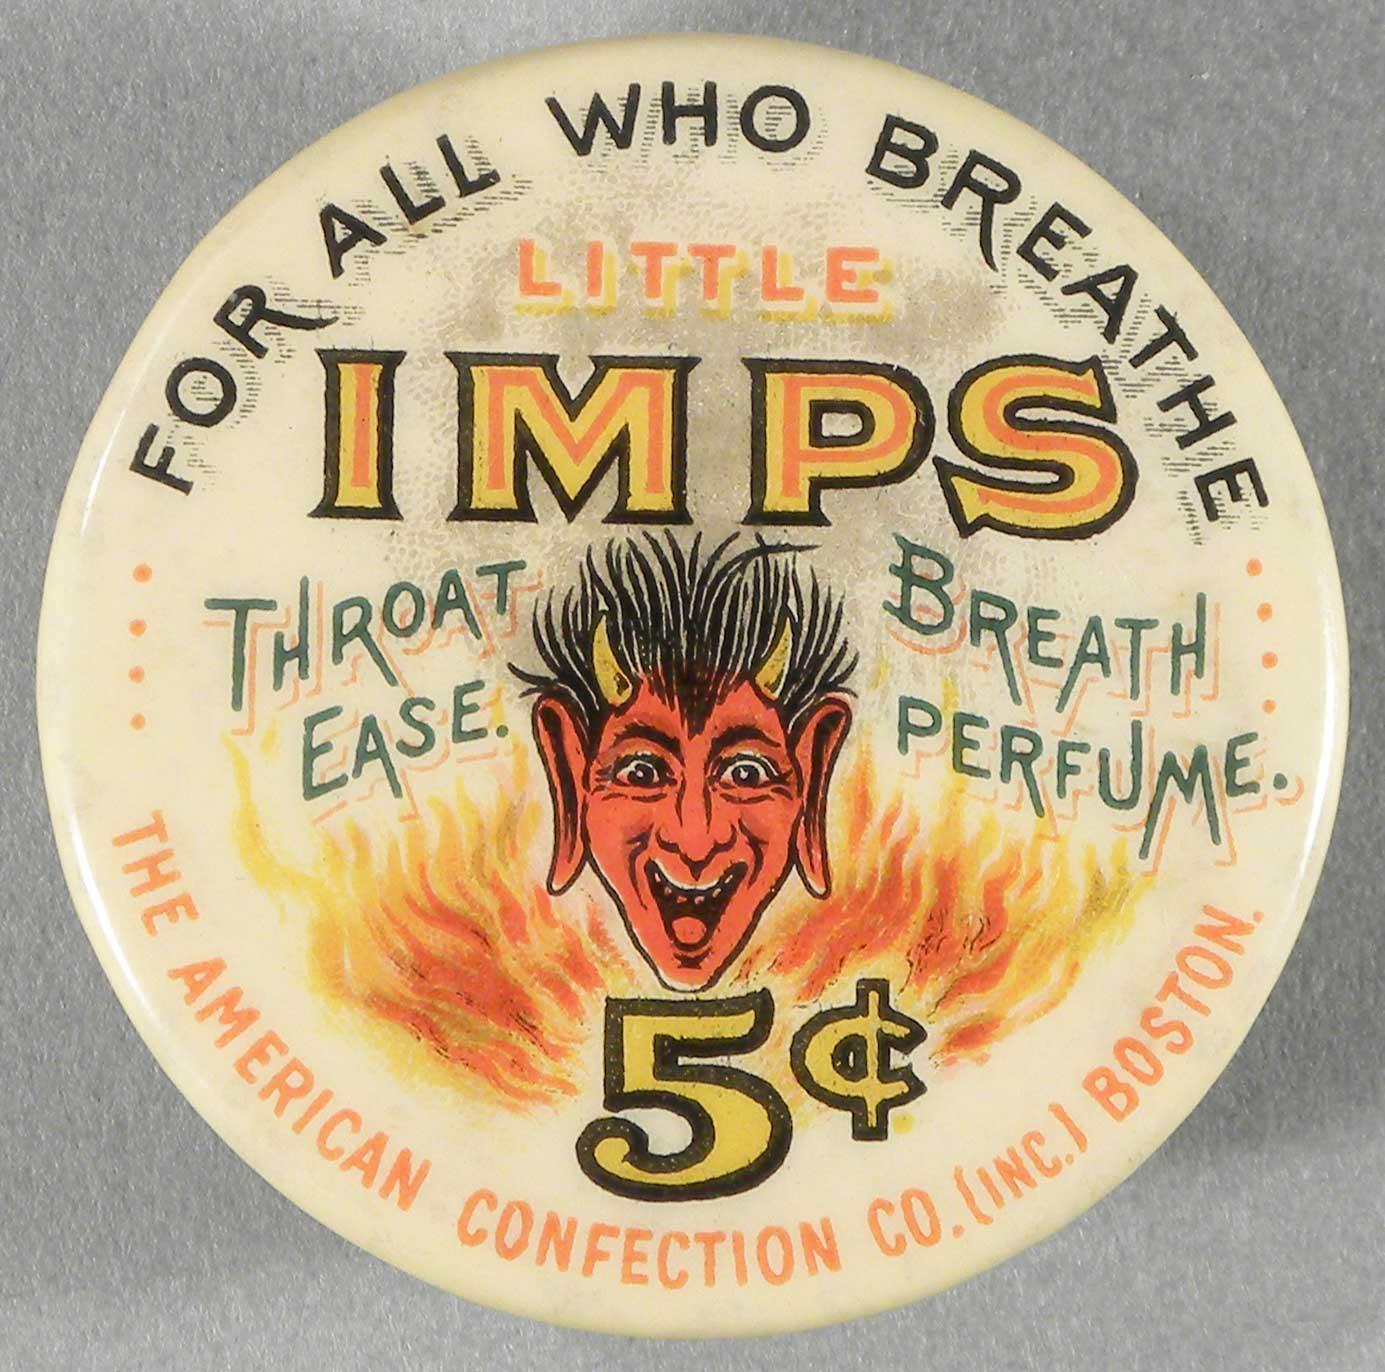 FOR ALL WHO BREATHE
LITTLE
IMPS
THROAT
EASE.
BREATH
PERFUME.
5¢
THE AMERICAN CONFECTION CO. (INC.) BOSTON.